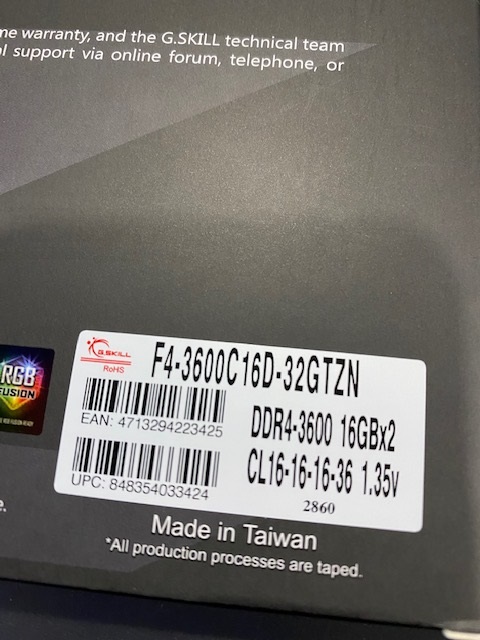 ne warranty, and the G.SKILL technical team
l support via online forum, telephone, or
G.SKILL
RoHS
F4-3600C16D-32GTZN
EAN: 4713294223425
DDR4-3600 16GBx2
UPC: 848354033424
CL16-16-16-36 1.35v
2860
RGB
FUSION
e.
Made in Taiwan
*All production processes are taped.